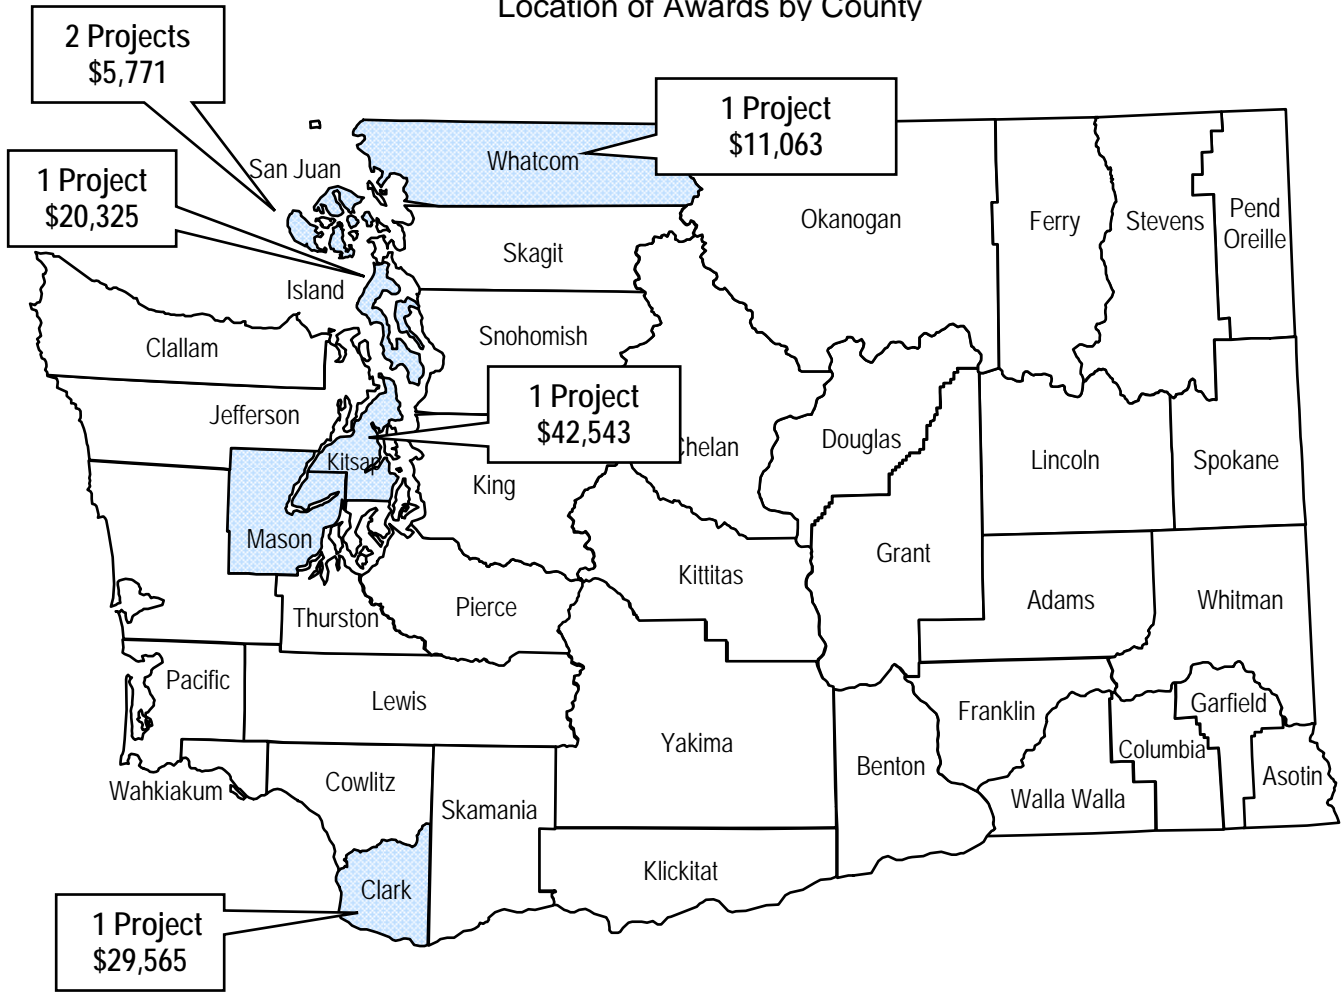 Location of Awards by County
2 Projects
$5,771
1 Project
$11,063
San Juan
Whatcom
1 Project
$20,325
Okanogan
Ferry
Stevens
Pend
Oreille
Skagit
Island
Snohomish
Clallam
1 Project
$42,543
Jefferson
Chelan
Douglas
Lincoln
Spokane
Kitsap
King
Mason
Grant
Kittitas
Adams
Whitman
Thurston
Pierce
Pacific
Lewis
Franklin
Garfield
Yakima
Columbia
Benton
Asotin
Wahkiakum
Cowlitz
Skamania
Walla Walla
Klickitat
Clark
1 Project
$29,565